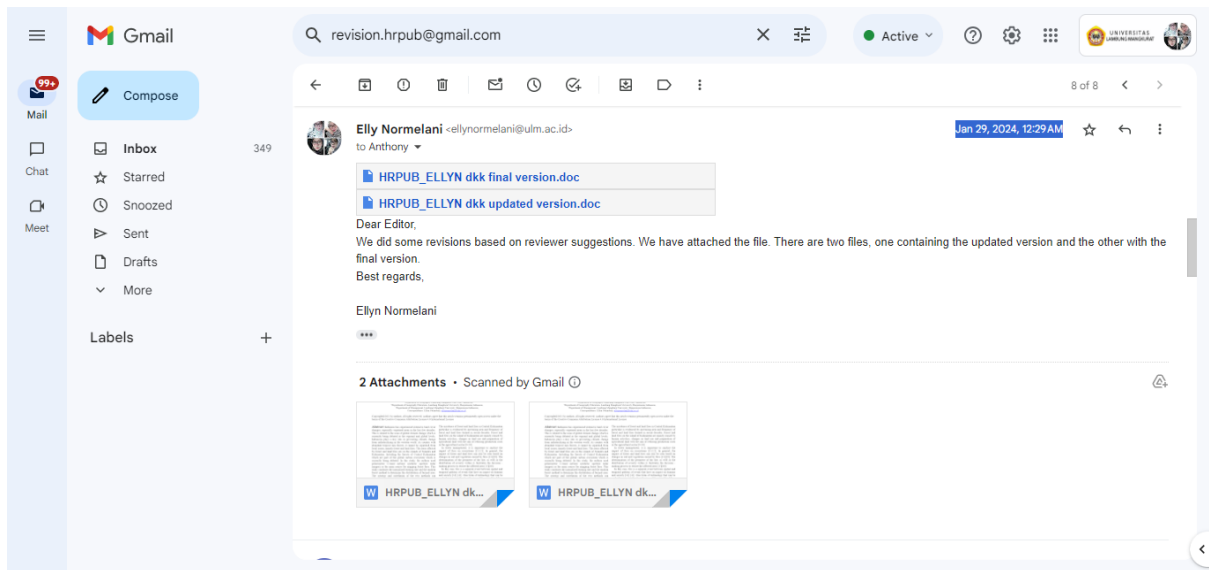 Gmail
revision.hrpub@gmail.com
Active
UNIVERSITAS
LAMBUNG MANGKURAT
99+
Mail
Chat
Meet
Compose
Inbox 349
Starred
Snoozed
Sent
Drafts
More
Labels
8 of 8
Elly Normelani <ellynormelani@ulm.ac.id>
Jan 29, 2024, 12:29 AM
to Anthony
HRPUB_ELLYN dkk final version.doc
HRPUB_ELLYN dkk updated version.doc
Dear Editor,
We did some revisions based on reviewer suggestions. We have attached the file. There are two files, one containing the updated version and the other with the
final version.
Best regards,
Ellyn Normelani
2 Attachments • Scanned by Gmail
W HRPUB_ELLYN dk...
W HRPUB_ELLYN dk...